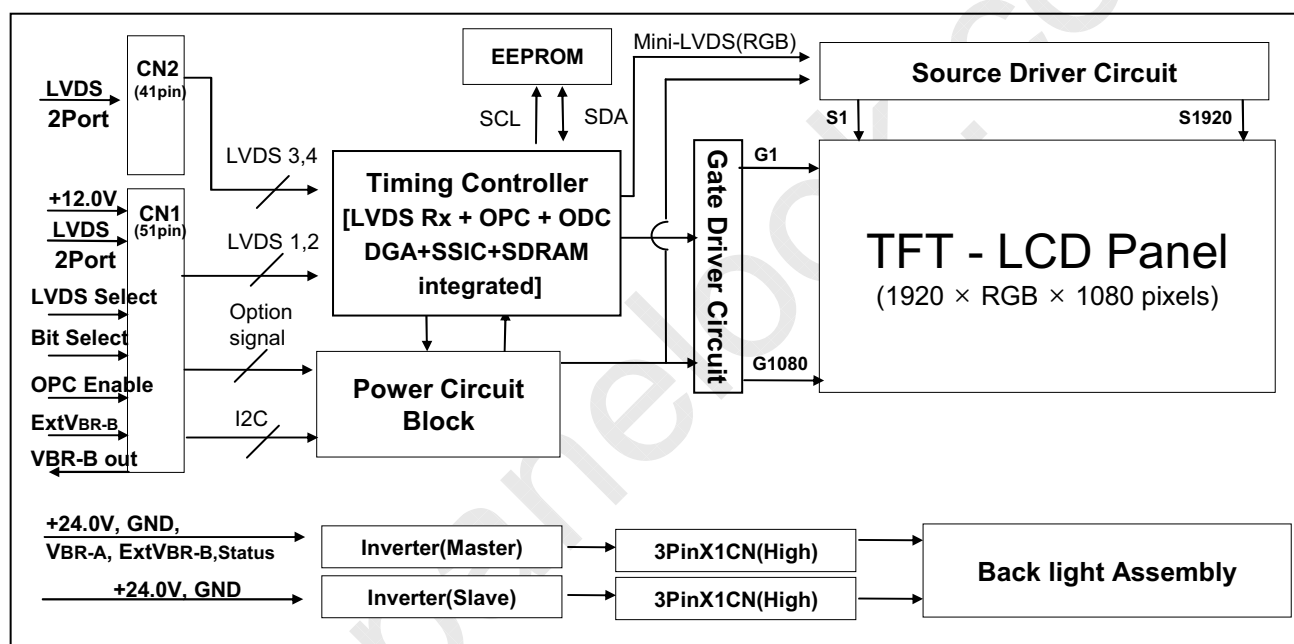 CN2
(41pin)
LVDS
2Port
EEPROM
SCL
SDA
Mini-LVDS(RGB)
Source Driver Circuit
S1
S1920
LVDS 3,4
+12.0V
LVDS
2Port
CN1
(51pin)
LVDS 1,2
LVDS Select
Bit Select
OPC Enable
ExtVBR-B
VBR-B out
Option
signal
I2C
Timing Controller
[LVDS Rx + OPC + ODC
DGA+SSIC+SDRAM
integrated]
Power Circuit
Block
Gate Driver Circuit
G1
G1080
TFT - LCD Panel
(1920 × RGB × 1080 pixels)
+24.0V, GND,
VBR-A, ExtVBR-B,Status
Inverter(Master)
3PinX1CN(High)
+24.0V, GND
Inverter(Slave)
3PinX1CN(High)
Back light Assembly